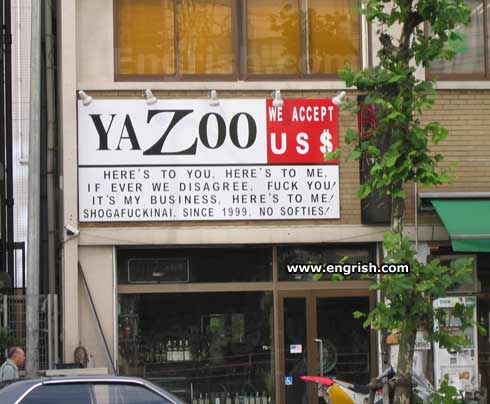 YAZOO
WE ACCEPT
US$
HERE'S TO YOU, HERE'S TO ME,
IF EVER WE DISAGREE, FUCK YOU!
IT'S MY BUSINESS, HERE'S TO ME!
SHOGAFUCKINAI, SINCE 1999, NO SOFTIES!
www.engrish.com